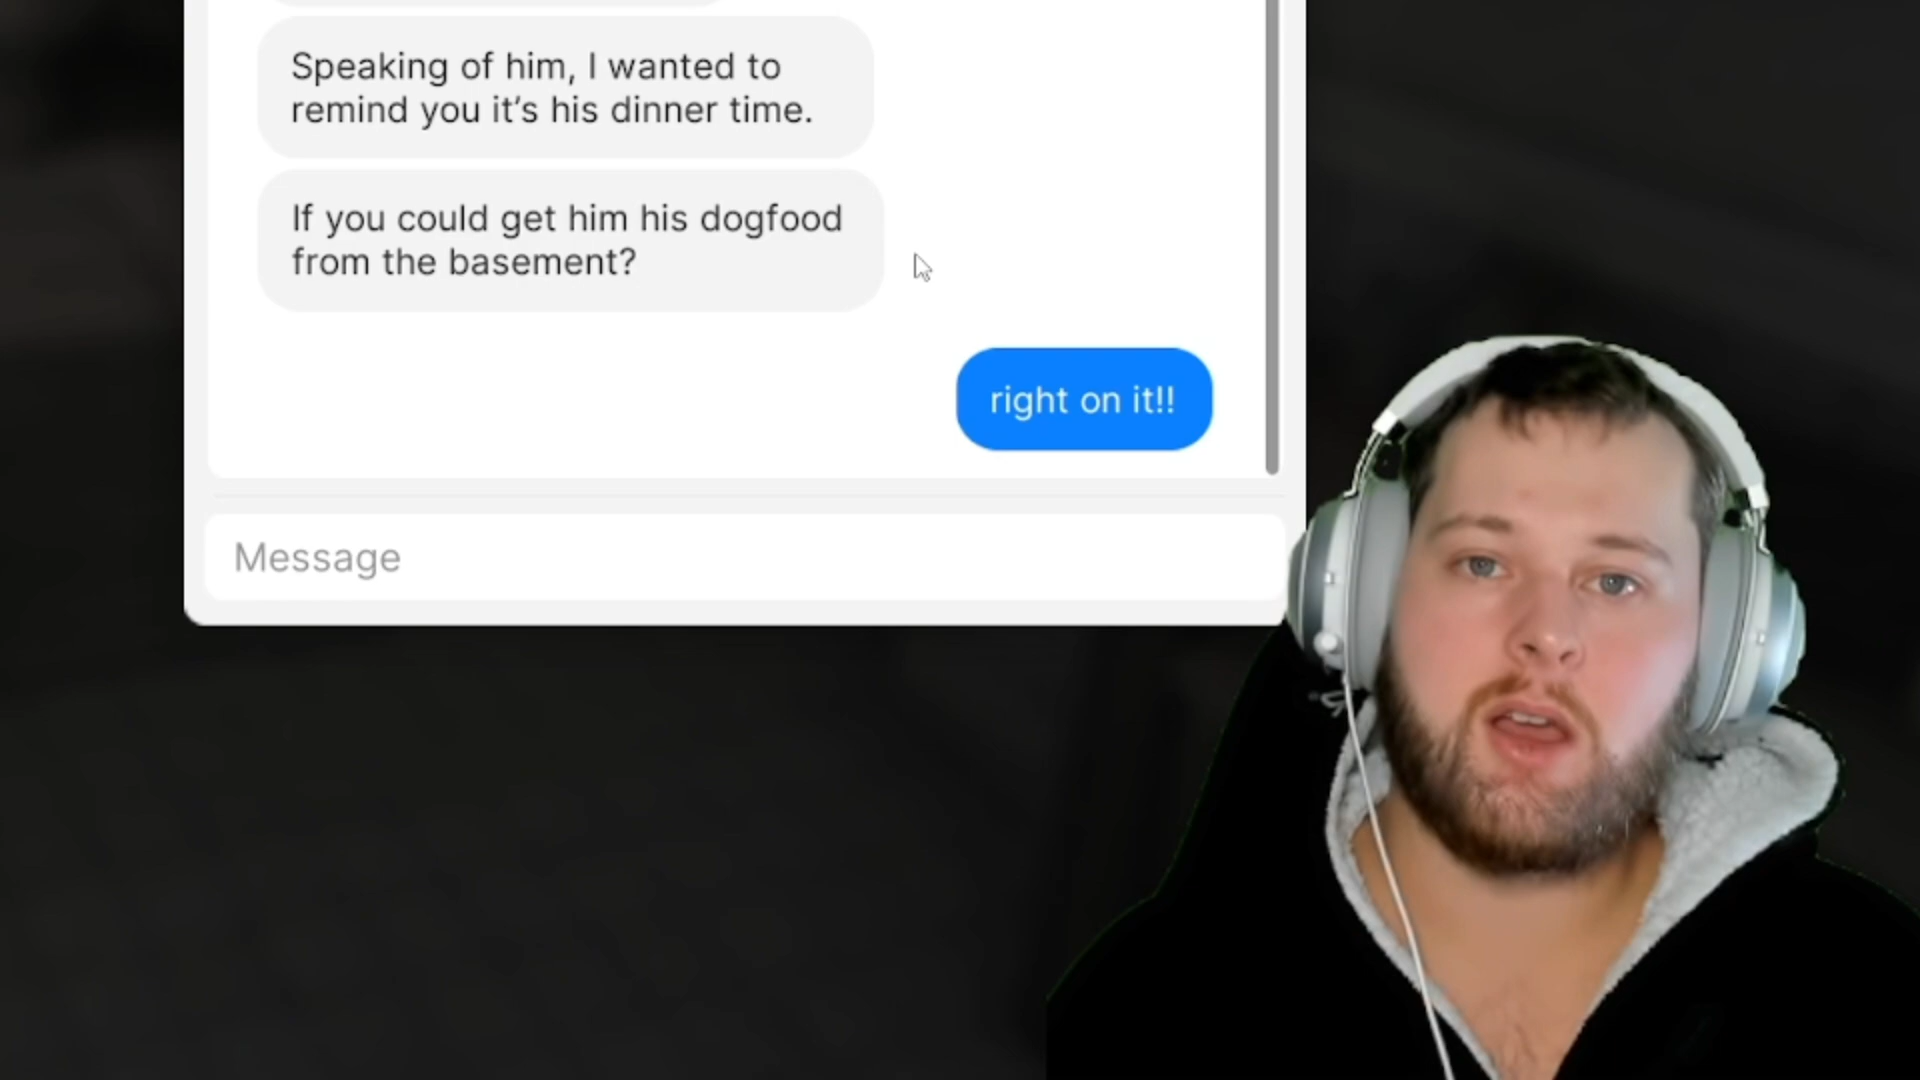 Speaking of him, I wanted to
remind you it’s his dinner time.
If you could get him his dogfood
from the basement?
right on it!!
Message